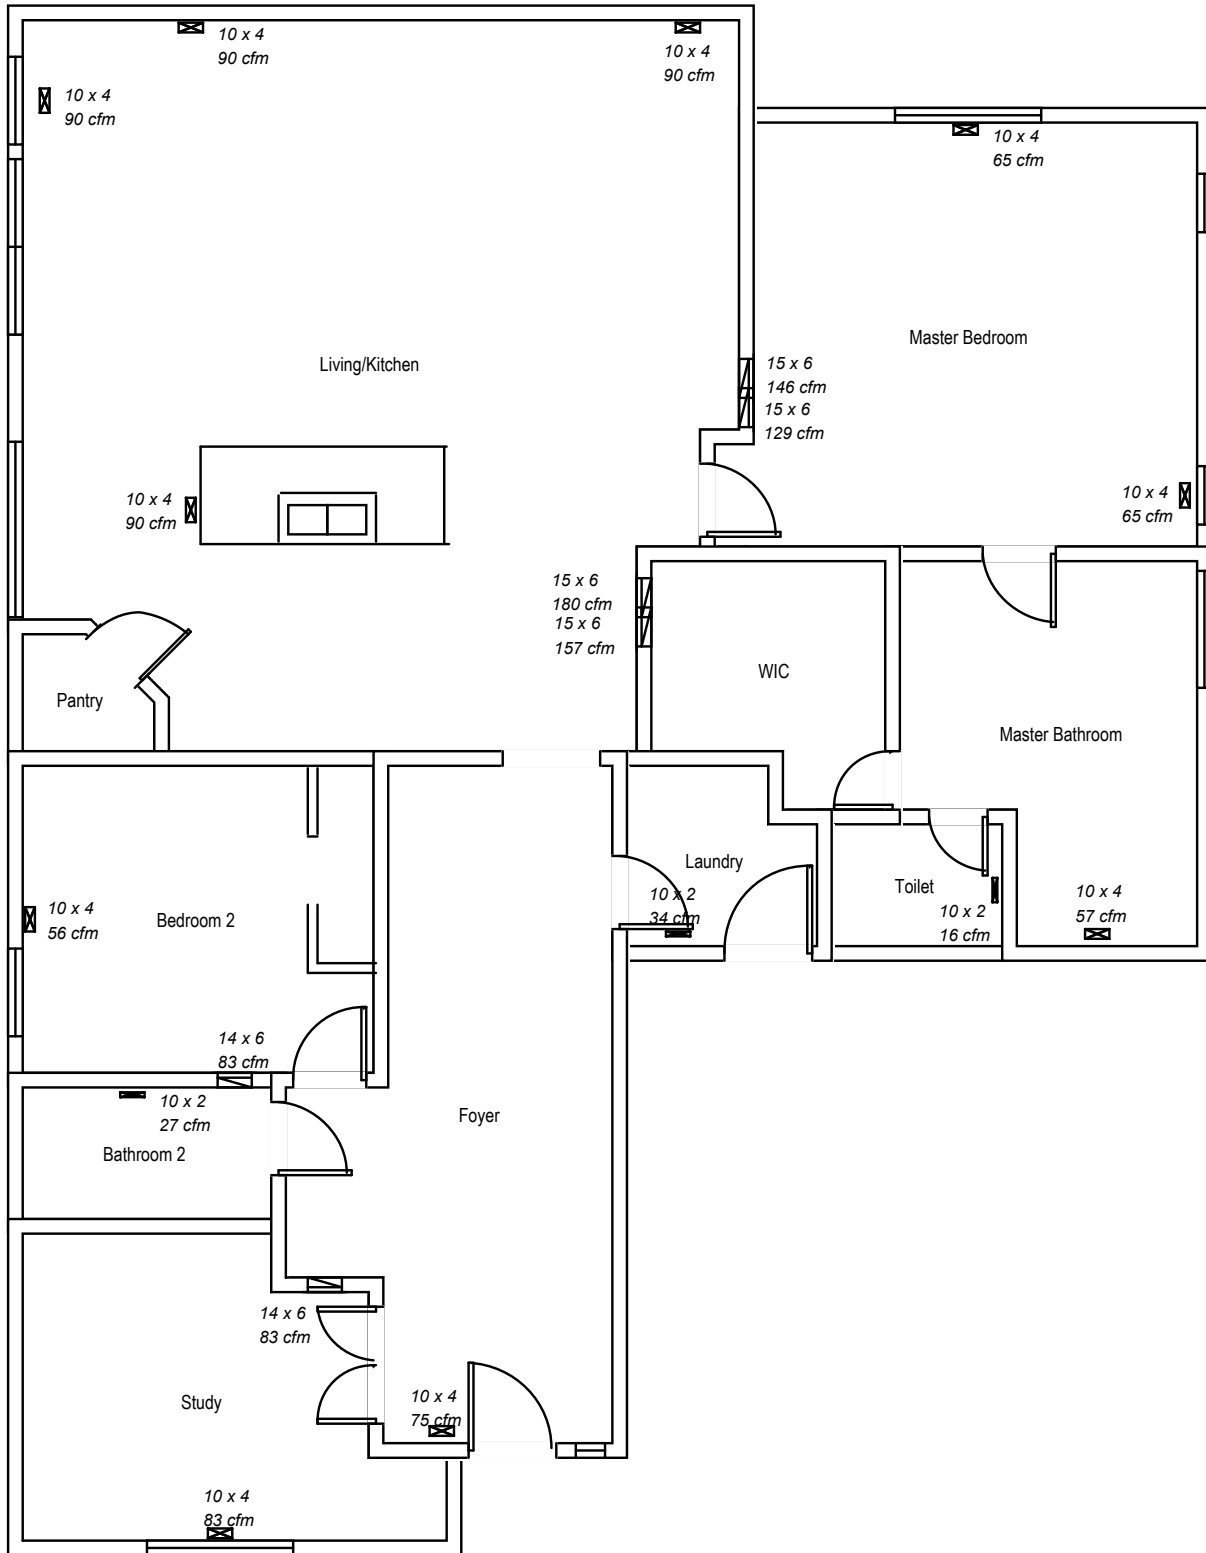 10 x 4
90 cfm
10 x 4
90 cfm
10 x 4
90 cfm
10 x 4
65 cfm
Living/Kitchen
Master Bedroom
15 x 6
146 cfm
15 x 6
129 cfm
10 x 4
90 cfm
10 x 4
65 cfm
15 x 6
180 cfm
15 x 6
157 cfm
WIC
Pantry
Master Bathroom
Laundry
10 x 2
34 cfm
Toilet
10 x 2
16 cfm
10 x 4
57 cfm
10 x 4
56 cfm
Bedroom 2
14 x 6
83 cfm
10 x 2
27 cfm
Bathroom 2
Foyer
14 x 6
83 cfm
Study
10 x 4
75 cfm
10 x 4
83 cfm